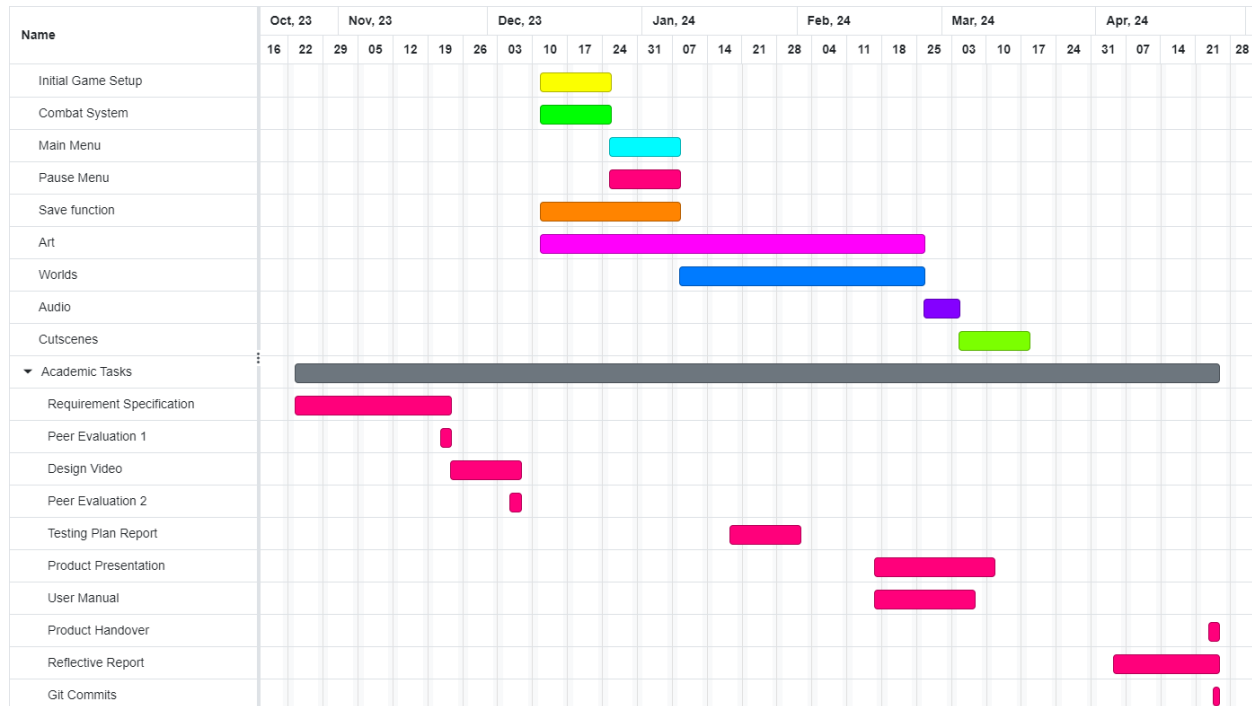 Name
Oct, 23 Nov, 23 Dec, 23 Jan, 24 Feb, 24 Mar, 24 Apr, 24
16 22 29 05 12 19 26 03 10 17 24 31 07 14 21 28 04 11 18 25 03 10 17 24 31 07 14 21 28
Initial Game Setup
Combat System
Main Menu
Pause Menu
Save function
Art
Worlds
Audio
Cutscenes
Academic Tasks
Requirement Specification
Peer Evaluation 1
Design Video
Peer Evaluation 2
Testing Plan Report
Product Presentation
User Manual
Product Handover
Reflective Report
Git Commits